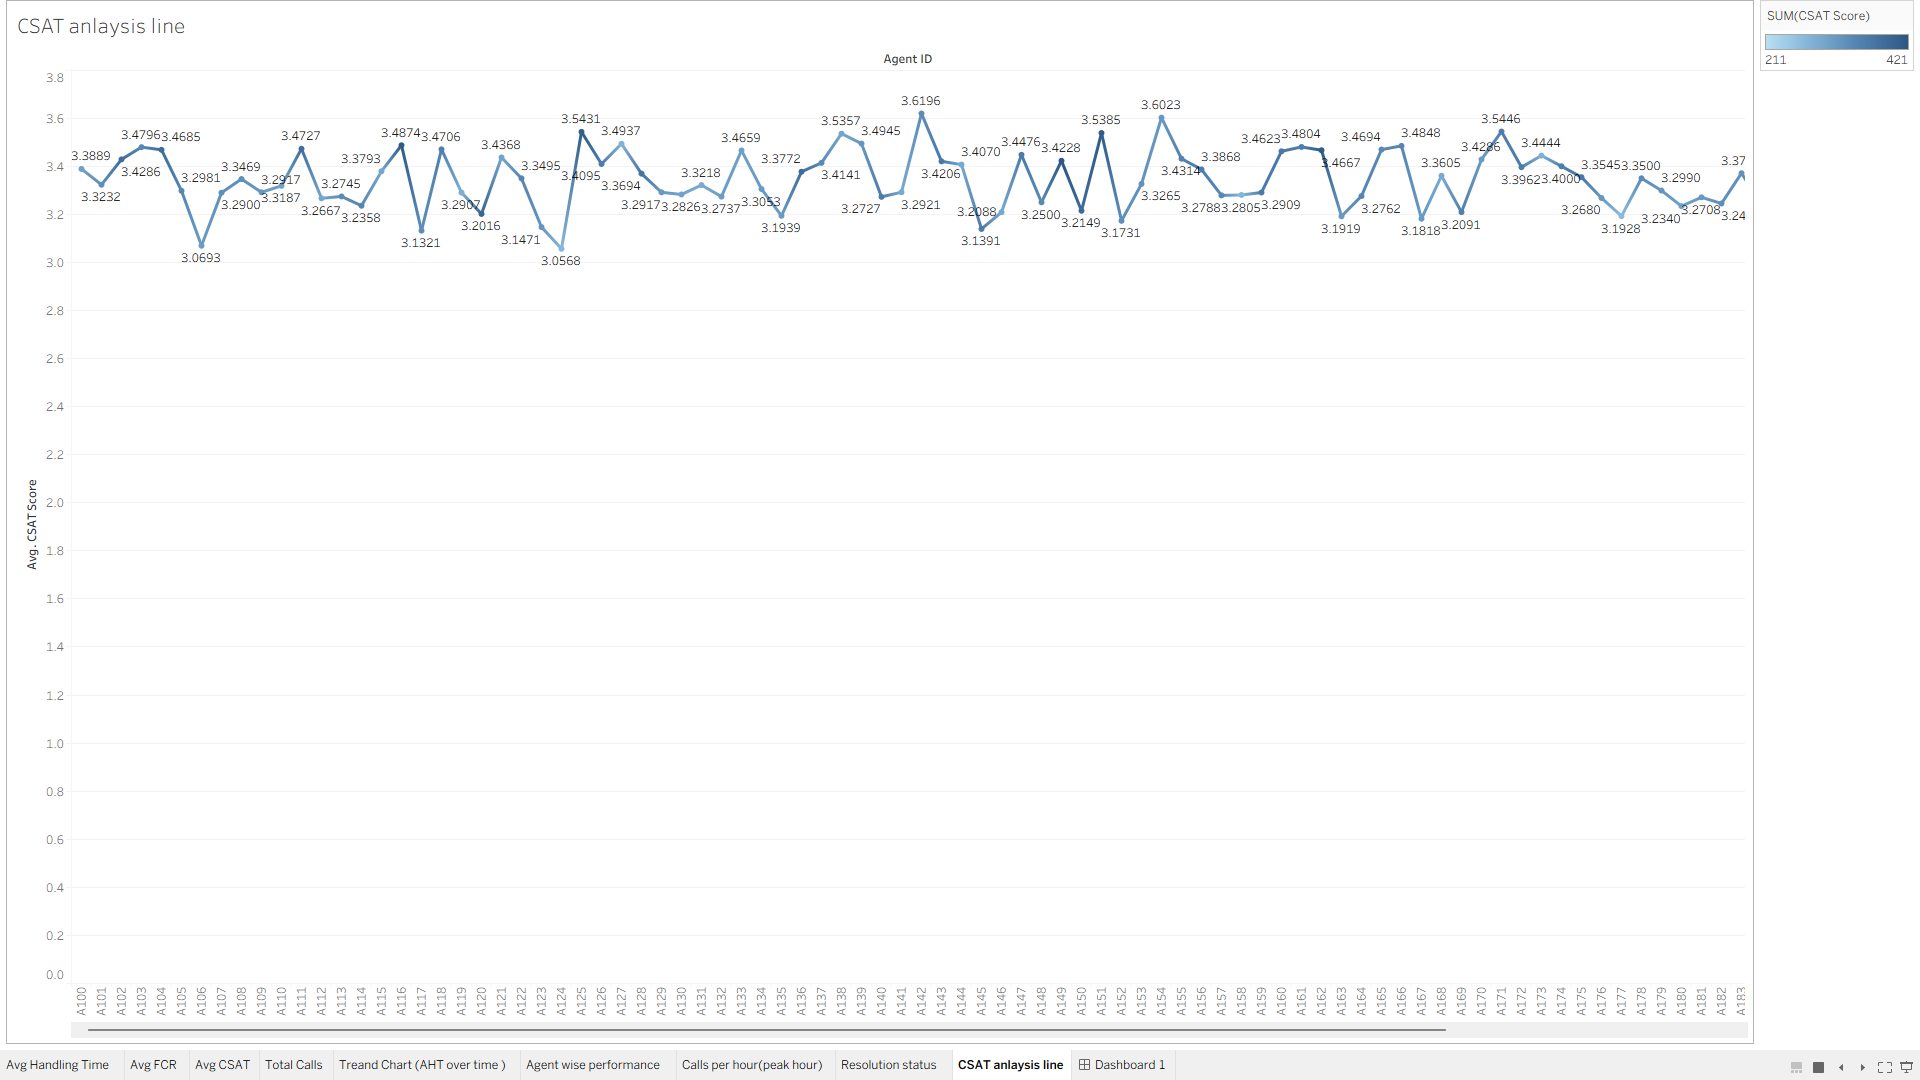 CSAT anlaysis line
SUM(CSAT Score)
211 421
Agent ID
Avg. CSAT Score
3.8
3.6
3.4
3.2
3.0
2.8
2.6
2.4
2.2
2.0
1.8
1.6
1.4
1.2
1.0
0.8
0.6
0.4
0.2
0.0
3.3889
3.3232
3.4286
3.4796
3.4685
3.2981
3.0693
3.2900
3.3469
3.2917
3.3187
3.4727
3.2667
3.2745
3.2358
3.3793
3.4874
3.1321
3.4706
3.2907
3.2016
3.4368
3.3495
3.1471
3.0568
3.5431
3.4095
3.4937
3.3694
3.2917
3.2826
3.3218
3.2737
3.4659
3.3053
3.1939
3.3772
3.4141
3.5357
3.4945
3.2727
3.2921
3.6196
3.4206
3.4070
3.1391
3.2088
3.4476
3.2500
3.4228
3.2149
3.5385
3.1731
3.3265
3.6023
3.4314
3.3868
3.2788
3.2805
3.2909
3.4623
3.4804
3.4667
3.1919
3.2762
3.4694
3.4848
3.1818
3.3605
3.2091
3.4286
3.5446
3.3962
3.4444
3.4000
3.3545
3.2680
3.1928
3.3500
3.2990
3.2340
3.2708
3.24
3.37
A100
A101
A102
A103
A104
A105
A106
A107
A108
A109
A110
A111
A112
A113
A114
A115
A116
A117
A118
A119
A120
A121
A122
A123
A124
A125
A126
A127
A128
A129
A130
A131
A132
A133
A134
A135
A136
A137
A138
A139
A140
A141
A142
A143
A144
A145
A146
A147
A148
A149
A150
A151
A152
A153
A154
A155
A156
A157
A158
A159
A160
A161
A162
A163
A164
A165
A166
A167
A168
A169
A170
A171
A172
A173
A174
A175
A176
A177
A178
A179
A180
A181
A182
A183
Avg Handling Time Avg FCR Avg CSAT Total Calls Treand Chart (AHT over time ) Agent wise performance Calls per hour(peak hour) Resolution status CSAT anlaysis line Dashboard 1